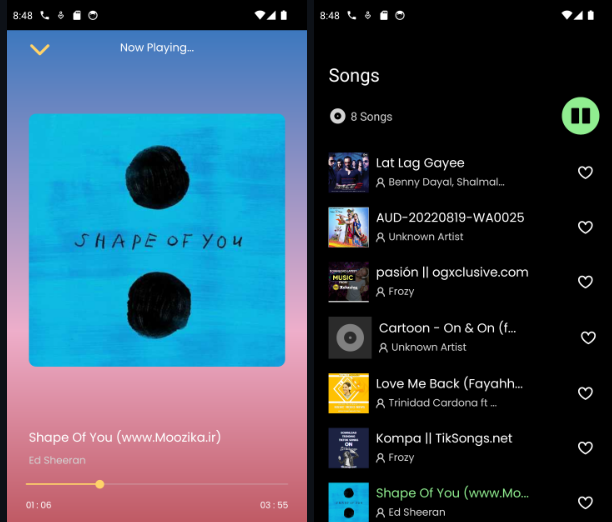 8:48
Now Playing...
SHAPE OF YOU
Shape Of You (www.Moozika.ir)
Ed Sheeran
01 : 06
03 : 55
8:48
Songs
8 Songs
Lat Lag Gayee
Benny Dayal, Shalmal...
AUD-20220819-WA0025
Unknown Artist
MUSIC
pasión || ogxclusive.com
Frozy
Cartoon - On & On (f...
Unknown Artist
Love Me Back (Fayahh...
Trinidad Cardona ft ...
ON
Kompa || TikSongs.net
Frozy
Shape Of You (www.Mo...
Ed Sheeran